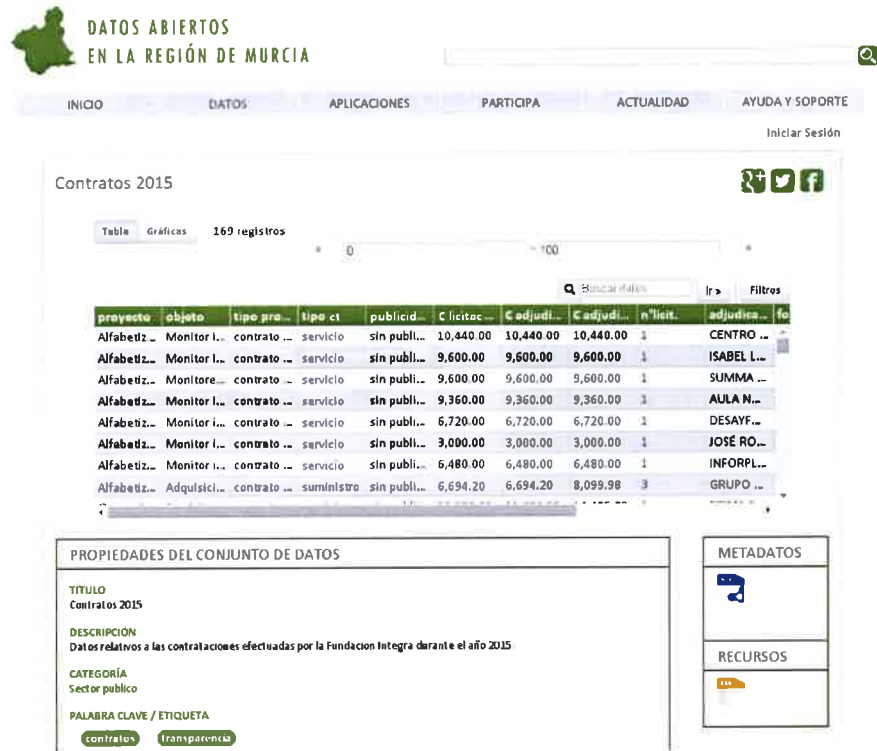 DATOS ABIERTOS
EN LA REGIÓN DE MURCIA
INICIO DATOS APLICACIONES PARTICIPA ACTUALIDAD AYUDA Y SOPORTE
Iniciar Sesión
Contratos 2015
Tabla Gráficas 169 registros
0 - 100
Buscar datos Ir » Filtros
proyecto objeto tipo pro... tipo ct publicid... C licitac... C adjudi... C adjudi... nºlicit. adjudica... fo
Alfabetiz... Monitor i... contrato ... servicio sin publi... 10,440.00 10,440.00 10,440.00 1 CENTRO ...
Alfabetiz... Monitor I... contrato ... servicio sin publi... 9,600.00 9,600.00 9,600.00 1 ISABEL L...
Alfabetiz... Monitore... contrato ... servicio sin publi... 9,600.00 9,600.00 9,600.00 1 SUMMA ...
Alfabetiz... Monitor I... contrato ... servicio sin publi... 9,360.00 9,360.00 9,360.00 1 AULA N...
Alfabetiz... Monitor i... contrato ... servicio sin publi... 6,720.00 6,720.00 6,720.00 1 DESAYF...
Alfabetiz... Monitor i... contrato ... servicio sin publi... 3,000.00 3,000.00 3,000.00 1 JOSÉ RO...
Alfabetiz... Monitor i... contrato ... servicio sin publi... 6,480.00 6,480.00 6,480.00 1 INFORPL...
Alfabetiz... Adquisici... contrato ... suministro sin publi... 6,694.20 6,694.20 8,099.98 3 GRUPO ...
PROPIEDADES DEL CONJUNTO DE DATOS
TÍTULO
Contratos 2015
DESCRIPCIÓN
Datos relativos a las contrataciones efectuadas por la Fundacion Integra durante el año 2015
CATEGORÍA
Sector publico
PALABRA CLAVE / ETIQUETA
contratos transparencia
METADATOS
RECURSOS